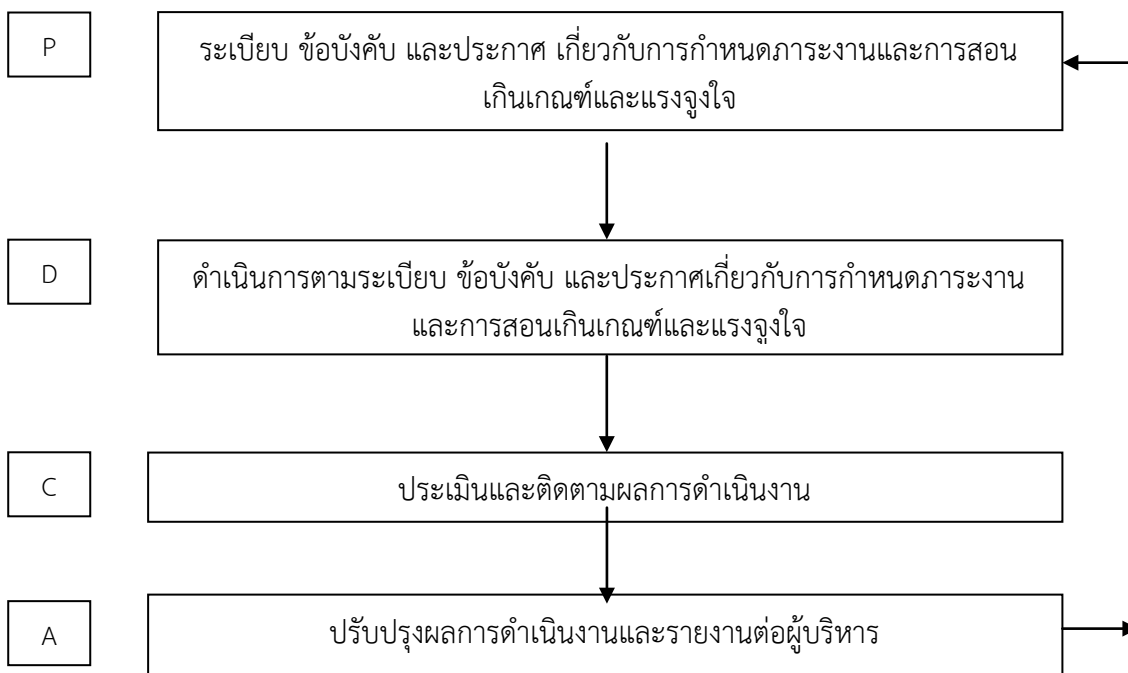 P
ระเบียบ ข้อบังคับ และประกาศ เกี่ยวกับการกำหนดภาระงานและการสอน
เกินเกณฑ์และแรงจูงใจ
D
ดำเนินการตามระเบียบ ข้อบังคับ และประกาศเกี่ยวกับการกำหนดภาระงาน
และการสอนเกินเกณฑ์และแรงจูงใจ
C
ประเมินและติดตามผลการดำเนินงาน
A
ปรับปรุงผลการดำเนินงานและรายงานต่อผู้บริหาร